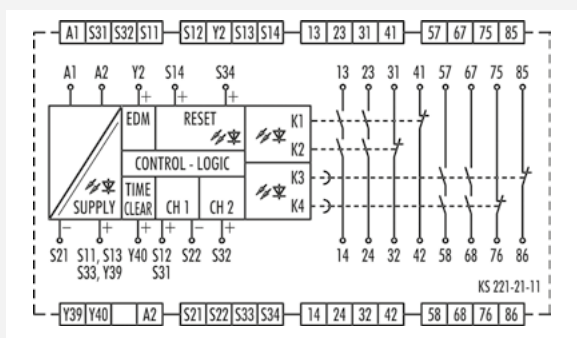 A1 S31 S32 S11 S12 Y2 S13 S14 13 23 31 41 57 67 75 85
A1 A2 Y2 S14 S34 13 23 31 41 57 67 75 85
+ + +
EDM RESET K1
K2
CONTROL - LOGIC
K3
SUPPLY TIME CLEAR CH 1 CH 2 K4
− + + + − +
S21 S11, S13 Y40 S12 S22 S32 14 24 32 42 58 68 76 86
S33, Y39 S31
KS 221-21-11
Y39 Y40 A2 S21 S22 S33 S34 14 24 32 42 58 68 76 86